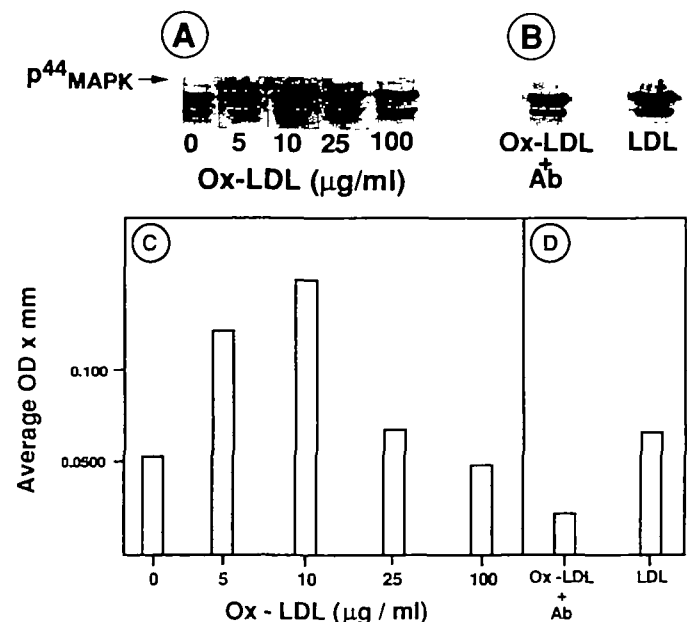 A
B
p44MAPK →
0 5 10 25 100
Ox-LDL (μg/ml)
Ox-LDL
+
Ab
LDL
C
D
Average OD x mm
0.100
0.0500
0 5 10 25 100
Ox - LDL (μg / ml)
Ox -LDL
+
Ab
LDL